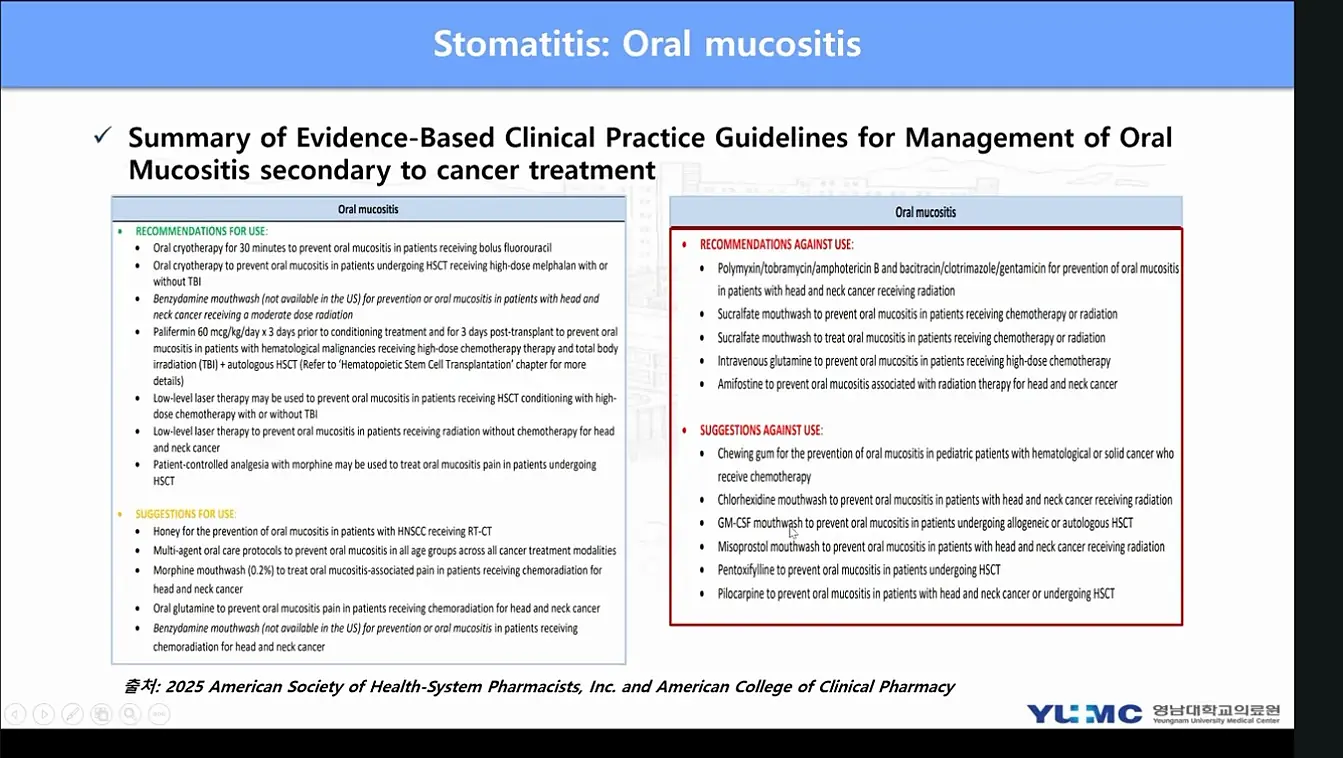 Stomatitis: Oral mucositis
✓ Summary of Evidence-Based Clinical Practice Guidelines for Management of Oral
Mucositis secondary to cancer treatment
Oral mucositis
• RECOMMENDATIONS FOR USE:
• Oral cryotherapy for 30 minutes to prevent oral mucositis in patients receiving bolus fluorouracil
• Oral cryotherapy to prevent oral mucositis in patients undergoing HSCT receiving high-dose melphalan with or
without TBI
• Benzydamine mouthwash (not available in the US) for prevention or oral mucositis in patients with head and
neck cancer receiving a moderate dose radiation
• Palifermin 60 mcg/kg/day x 3 days prior to conditioning treatment and for 3 days post-transplant to prevent oral
mucositis in patients with hematological malignancies receiving high-dose chemotherapy therapy and total body
irradiation (TBI) + autologous HSCT (Refer to ‘Hematopoietic Stem Cell Transplantation’ chapter for more
details)
• Low-level laser therapy may be used to prevent oral mucositis in patients receiving HSCT conditioning with high-
dose chemotherapy with or without TBI
• Low-level laser therapy to prevent oral mucositis in patients receiving radiation without chemotherapy for head
and neck cancer
• Patient-controlled analgesia with morphine may be used to treat oral mucositis pain in patients undergoing
HSCT
• SUGGESTIONS FOR USE:
• Honey for the prevention of oral mucositis in patients with HNSCC receiving RT-CT
• Multi-agent oral care protocols to prevent oral mucositis in all age groups across all cancer treatment modalities
• Morphine mouthwash (0.2%) to treat oral mucositis-associated pain in patients receiving chemoradiation for
head and neck cancer
• Oral glutamine to prevent oral mucositis pain in patients receiving chemoradiation for head and neck cancer
• Benzydamine mouthwash (not available in the US) for prevention or oral mucositis in patients receiving
chemoradiation for head and neck cancer
Oral mucositis
• RECOMMENDATIONS AGAINST USE:
• Polymyxin/tobramycin/amphotericin B and bacitracin/clotrimazole/gentamicin for prevention of oral mucositis
in patients with head and neck cancer receiving radiation
• Sucralfate mouthwash to prevent oral mucositis in patients receiving chemotherapy or radiation
• Sucralfate mouthwash to treat oral mucositis in patients receiving chemotherapy or radiation
• Intravenous glutamine to prevent oral mucositis in patients receiving high-dose chemotherapy
• Amifostine to prevent oral mucositis associated with radiation therapy for head and neck cancer
• SUGGESTIONS AGAINST USE:
• Chewing gum for the prevention of oral mucositis in pediatric patients with hematological or solid cancer who
receive chemotherapy
• Chlorhexidine mouthwash to prevent oral mucositis in patients with head and neck cancer receiving radiation
• GM-CSF mouthwash to prevent oral mucositis in patients undergoing allogeneic or autologous HSCT
• Misoprostol mouthwash to prevent oral mucositis in patients with head and neck cancer receiving radiation
• Pentoxifylline to prevent oral mucositis in patients undergoing HSCT
• Pilocarpine to prevent oral mucositis in patients with head and neck cancer or undergoing HSCT
출처: 2025 American Society of Health-System Pharmacists, Inc. and American College of Clinical Pharmacy
YUMC 영남대학교의료원
Yeungnam University Medical Center